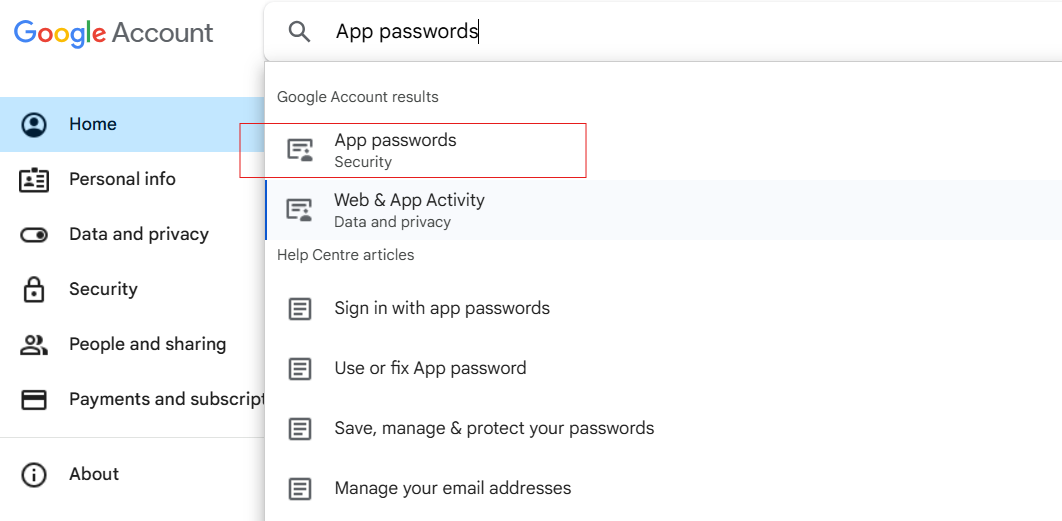 Google Account
App passwords
Google Account results
Home
App passwords
Security
Personal info
Web & App Activity
Data and privacy
Data and privacy
Help Centre articles
Security
Sign in with app passwords
People and sharing
Use or fix App password
Payments and subscript
Save, manage & protect your passwords
About
Manage your email addresses